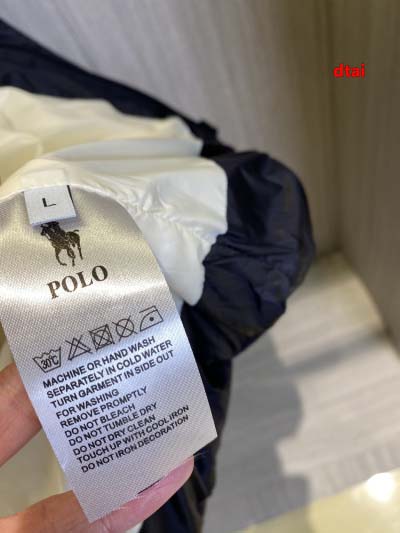 dtai
L
POLO
30°C
MACHINE OR HAND WASH
SEPARATELY IN COLD WATER
TURN GARMENT IN SIDE OUT
FOR WASHING
REMOVE PROMPTLY
DO NOT BLEACH
DO NOT TUMBLE DRY
DO NOT DRY CLEAN
TOUCH UP WITH COOL IRON
DO NOT IRON DECORATION